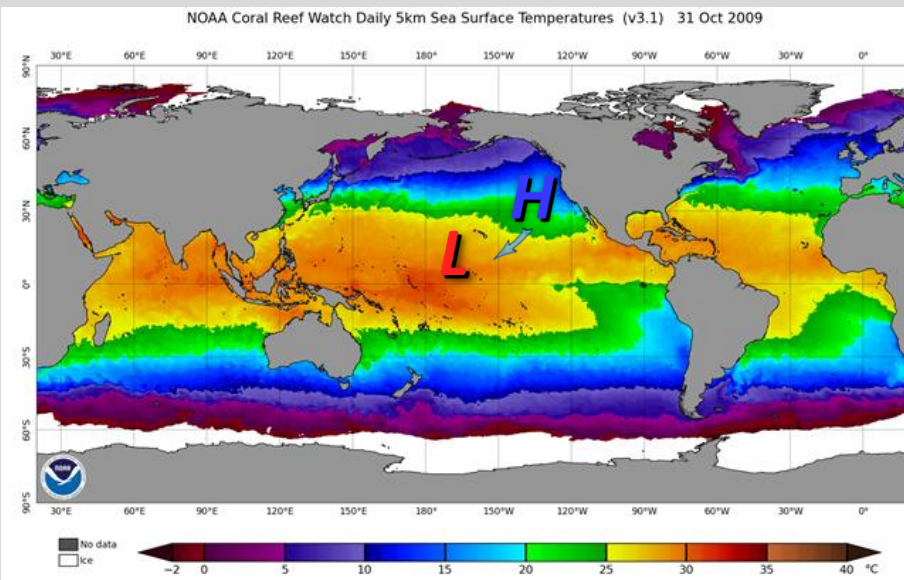 NOAA Coral Reef Watch Daily 5km Sea Surface Temperatures (v3.1) 31 Oct 2009
30°E 60°E 90°E 120°E 150°E 180° 150°W 120°W 90°W 60°W 30°W 0°
90°N
60°N
30°N
0°
30°S
60°S
90°S
H
L
NOAA
30°E 60°E 90°E 120°E 150°E 180° 150°W 120°W 90°W 60°W 30°W 0°
No data
Ice
−2 0 5 10 15 20 25 30 35 40 °C